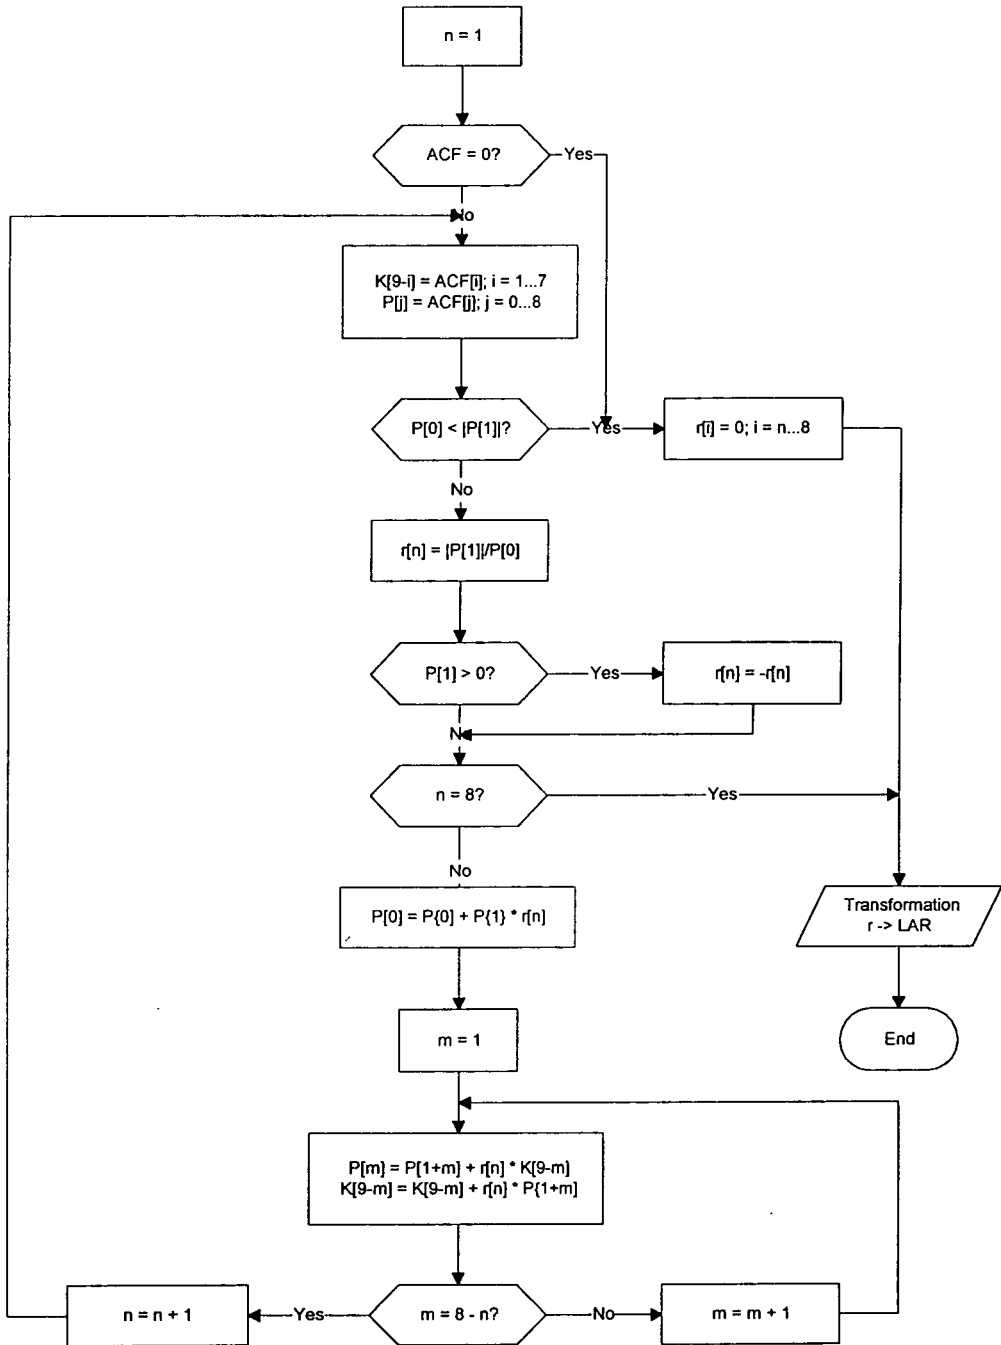 n = 1
ACF = 0?
Yes
No
K[9-i] = ACF[i]; i = 1...7
P[j] = ACF[j]; j = 0...8
P[0] < |P[1]|?
Yes
r[i] = 0; i = n...8
No
r[n] = |P[1]|/P[0]
P[1] > 0?
Yes
r[n} = -r[n]
N
n = 8?
Yes
No
P[0] = P{0] + P{1} * r[n]
Transformation
r -> LAR
m = 1
End
P[m} = P[1+m] + r[n] * K[9-m]
K[9-m] = K[9-m] + r[n} * P{1+m]
n = n + 1
Yes
m = 8 - n?
No
m = m + 1